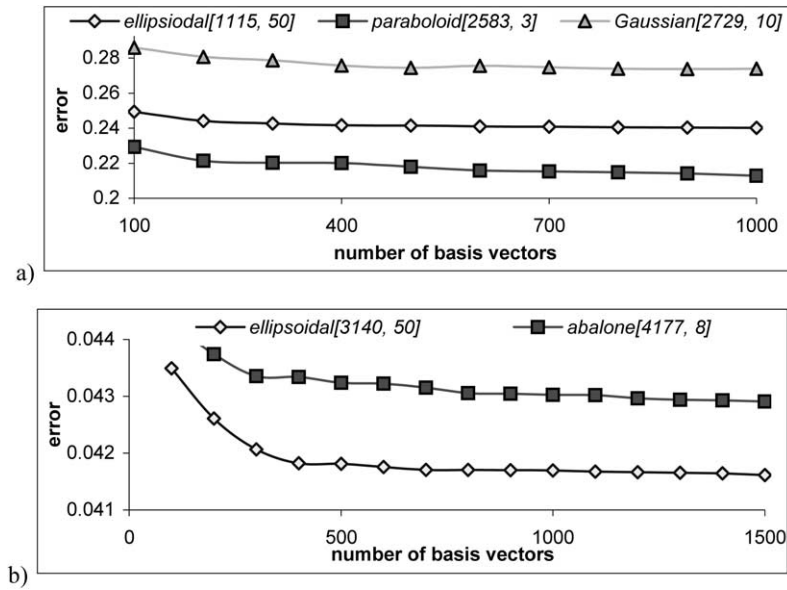 ellipsiodal[1115, 50] paraboloid[2583, 3] Gaussian[2729, 10]
0.28
0.26
0.24
0.22
0.2
error
100 400 700 1000
number of basis vectors
a)
ellipsoidal[3140, 50] abalone[4177, 8]
0.044
0.043
0.042
0.041
error
0 500 1000 1500
number of basis vectors
b)